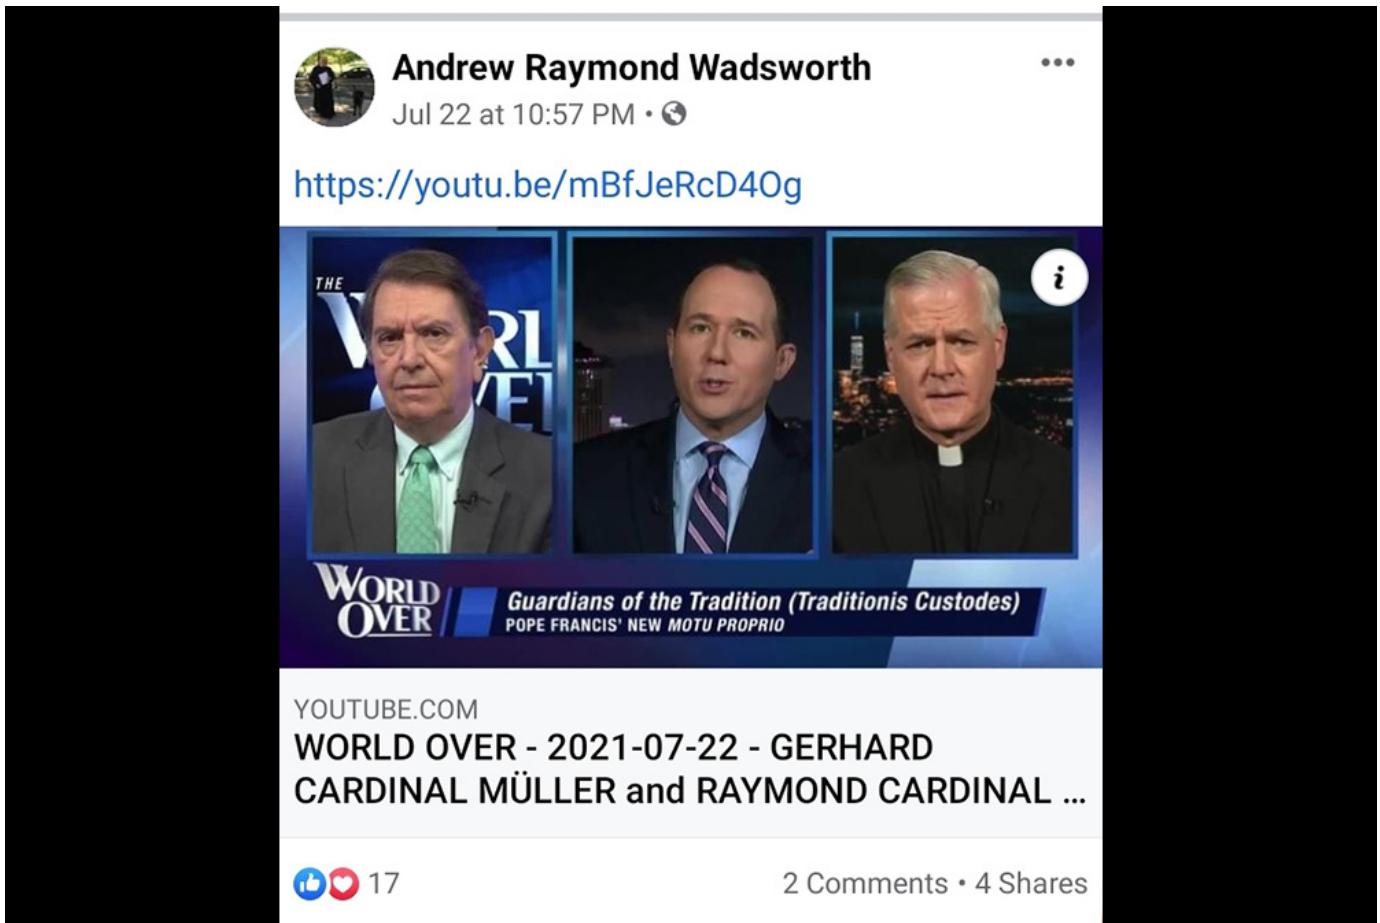 Andrew Raymond Wadsworth
Jul 22 at 10:57 PM •
https://youtu.be/mBfJeRcD4Og
THE
WORLD
OVER
Guardians of the Tradition (Traditionis Custodes)
POPE FRANCIS' NEW MOTU PROPRIO
YOUTUBE.COM
WORLD OVER - 2021-07-22 - GERHARD
CARDINAL MÜLLER and RAYMOND CARDINAL ...
17
2 Comments • 4 Shares